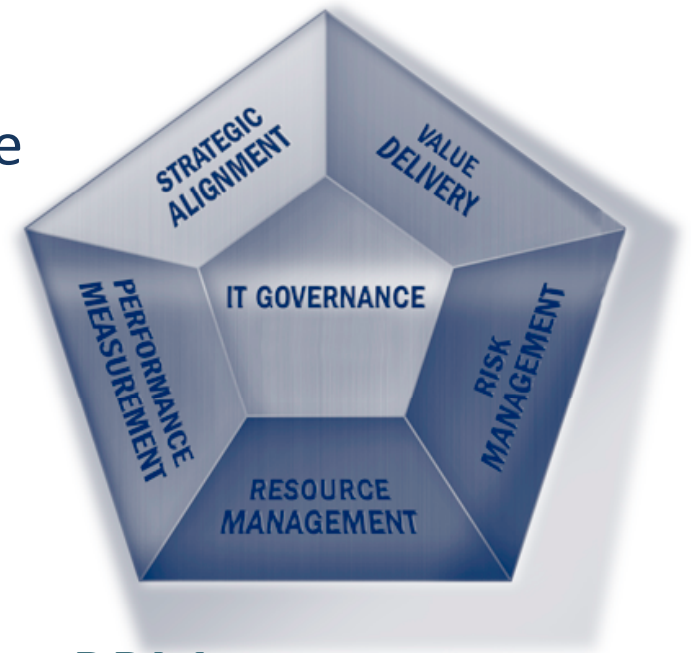 e
STRATEGIC
ALIGNMENT
VALUE
DELIVERY
IT GOVERNANCE
PERFORMANCE
MEASUREMENT
RISK
MANAGEMENT
RESOURCE
MANAGEMENT